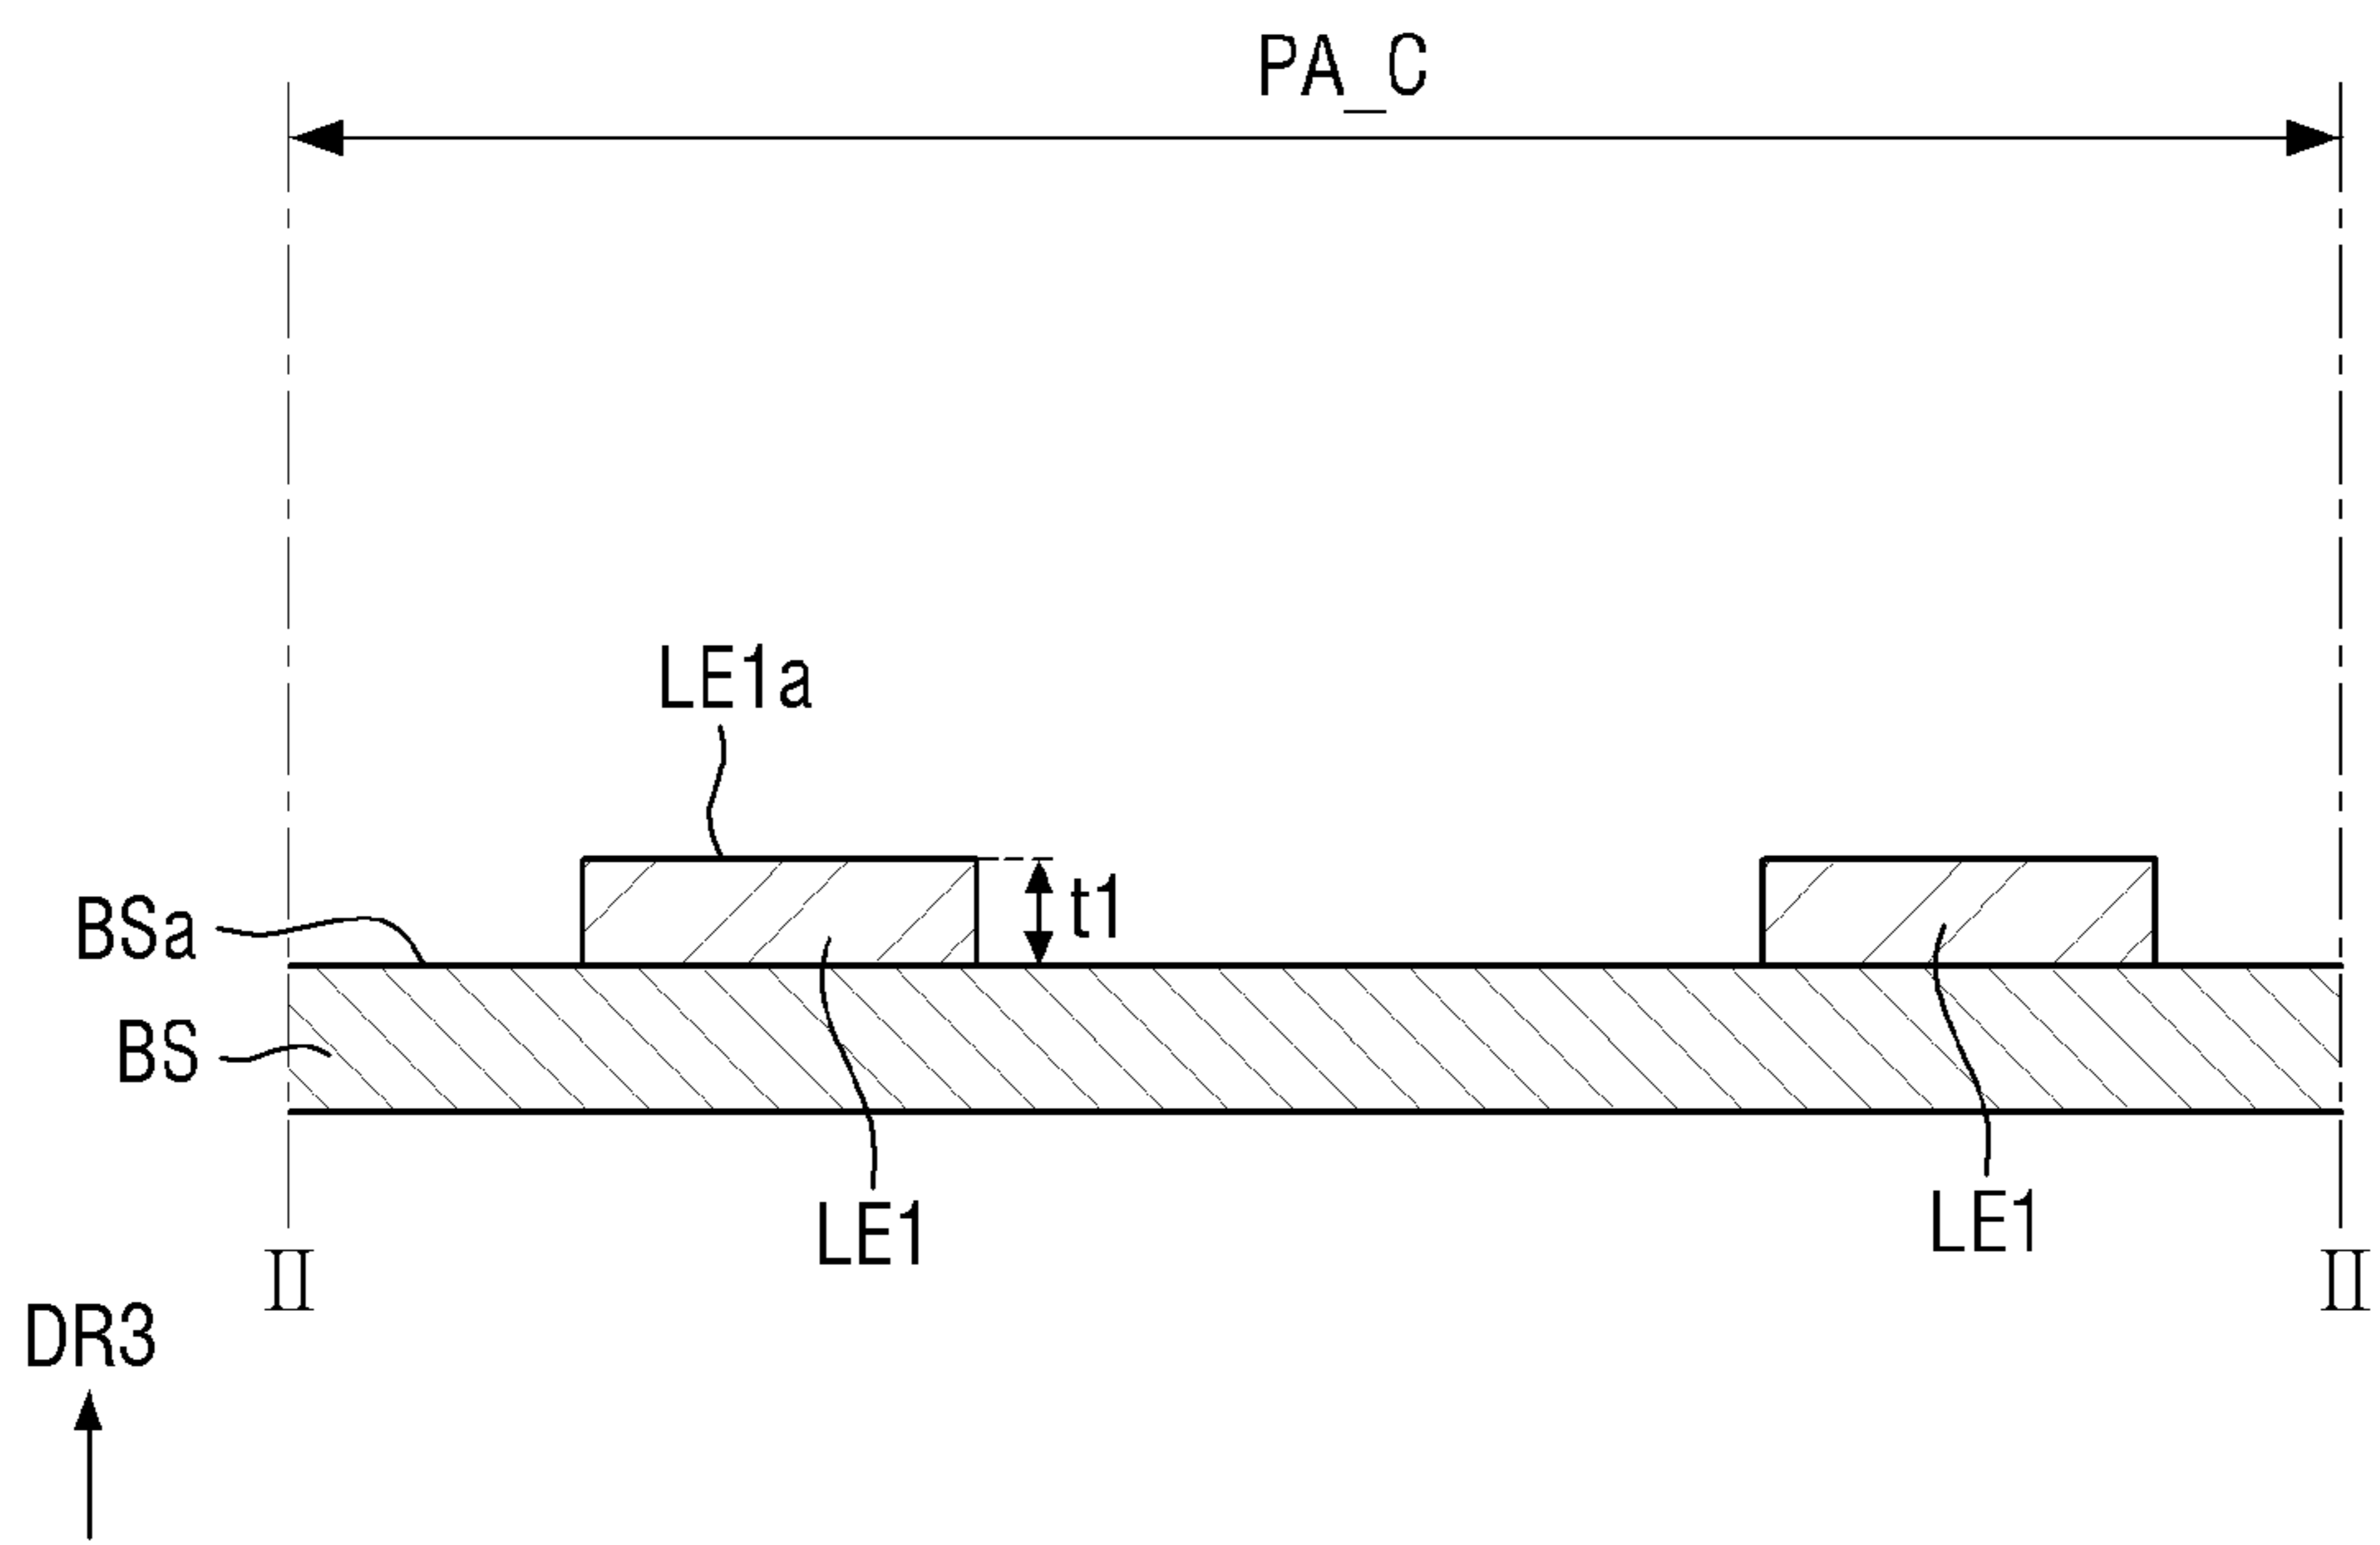 PA_C
LE1a
BSa
t1
BS
LE1
LE1
II
II
DR3